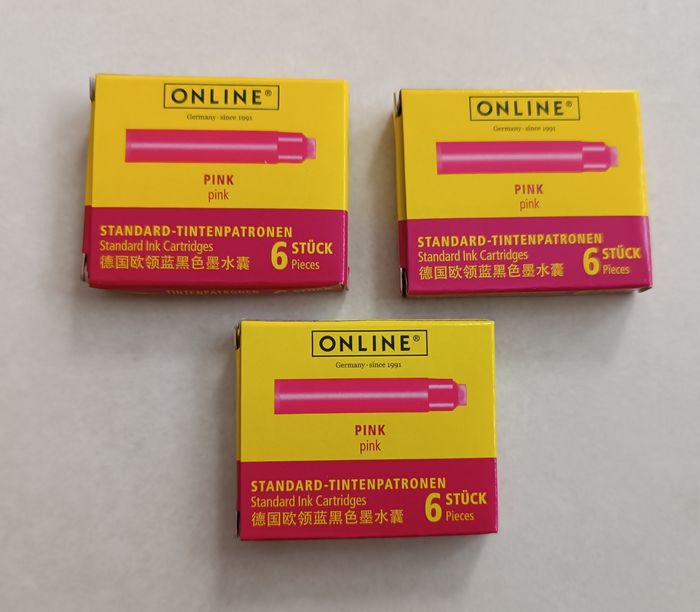 ONLINE®
Germany · since 1991
PINK
pink
STANDARD-TINTENPATRONEN
Standard Ink Cartridges
德国欧领蓝黑色墨水囊
6 STÜCK
Pieces
TINTENPATRONEN
ONLINE®
Germany · since 1991
PINK
pink
STANDARD-TINTENPATRONEN
Standard Ink Cartridges
德国欧领蓝黑色墨水囊
6 STÜCK
Pieces
ONLINE®
Germany · since 1991
PINK
pink
STANDARD-TINTENPATRONEN
Standard Ink Cartridges
德国欧领蓝黑色墨水囊
6 STÜCK
Pieces